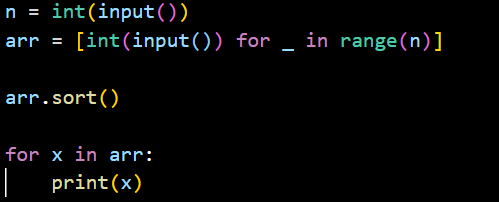 n = int(input())
arr = [int(input()) for _ in range(n)]
arr.sort()
for x in arr:
    print(x)